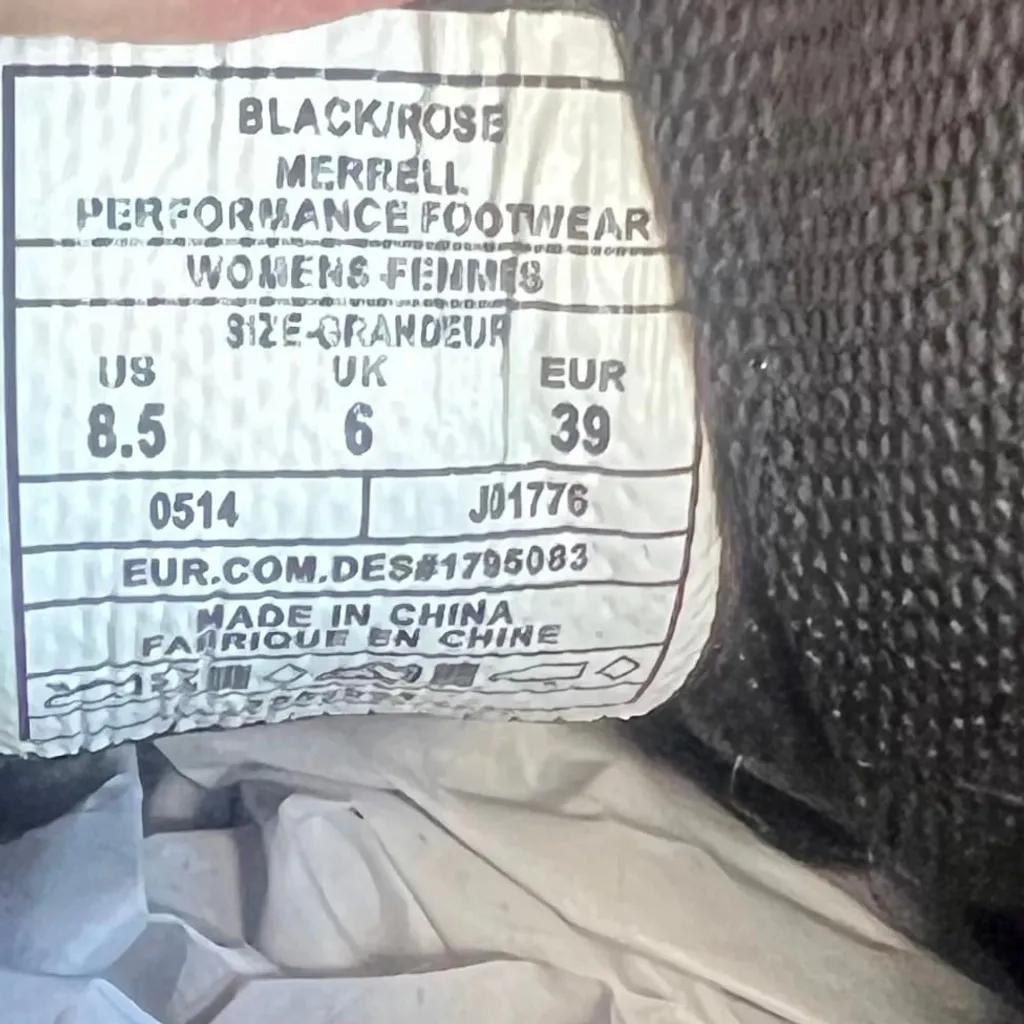 BLACK/ROSE
MERRELL
PERFORMANCE FOOTWEAR
WOMENS-FEMMES
SIZE-GRANDEUR
US UK EUR
8.5 6 39
0514 J01776
EUR.COM.DES#1795083
MADE IN CHINA
FABRIQUE EN CHINE